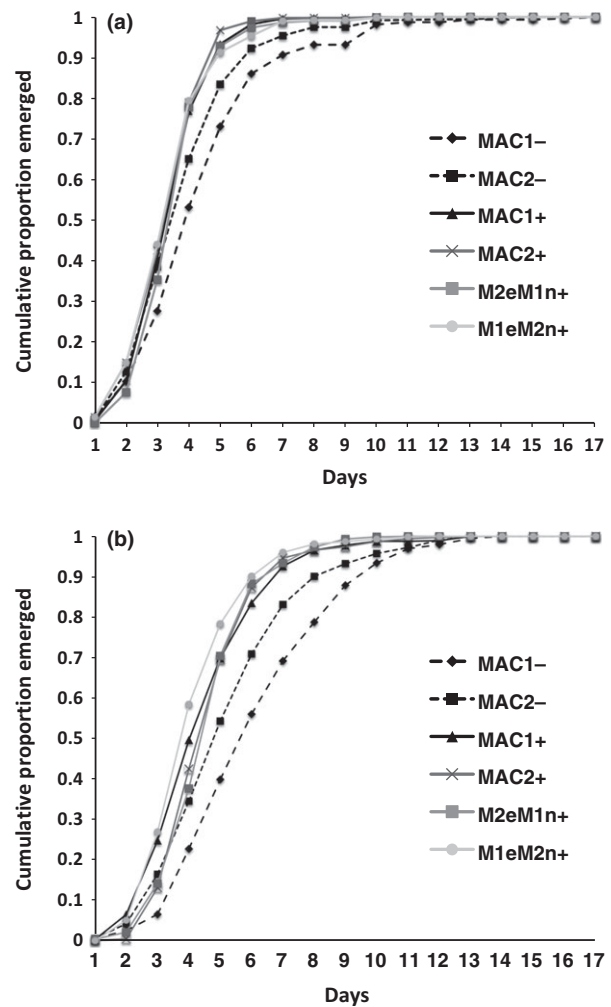 (a)
Cumulative proportion emerged
1
0.9
0.8
0.7
0.6
0.5
0.4
0.3
0.2
0.1
0
MAC1–
MAC2–
MAC1+
MAC2+
M2eM1n+
M1eM2n+
1 2 3 4 5 6 7 8 9 10 11 12 13 14 15 16 17
Days
(b)
Cumulative proportion emerged
1
0.9
0.8
0.7
0.6
0.5
0.4
0.3
0.2
0.1
0
MAC1–
MAC2–
MAC1+
MAC2+
M2eM1n+
M1eM2n+
1 2 3 4 5 6 7 8 9 10 11 12 13 14 15 16 17
Days